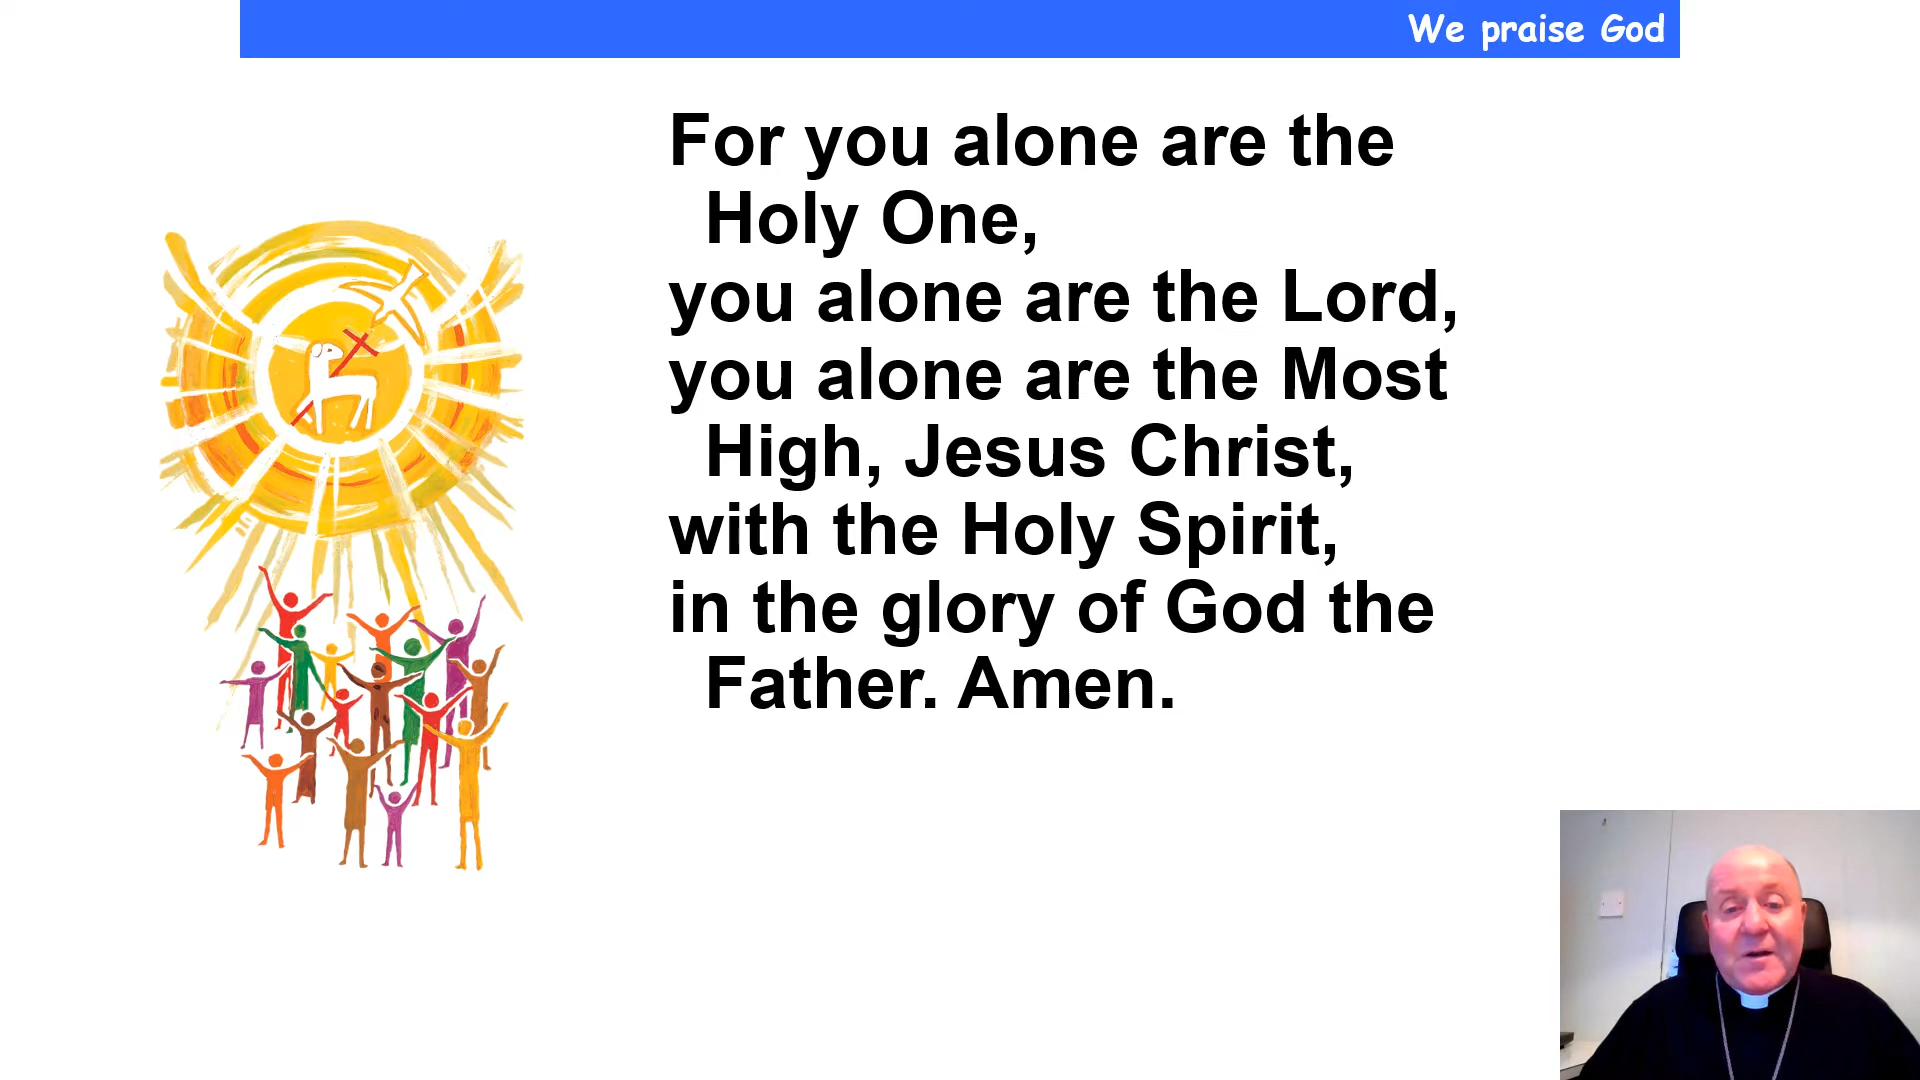 We praise God
For you alone are the
Holy One,
you alone are the Lord,
you alone are the Most
High, Jesus Christ,
with the Holy Spirit,
in the glory of God the
Father. Amen.